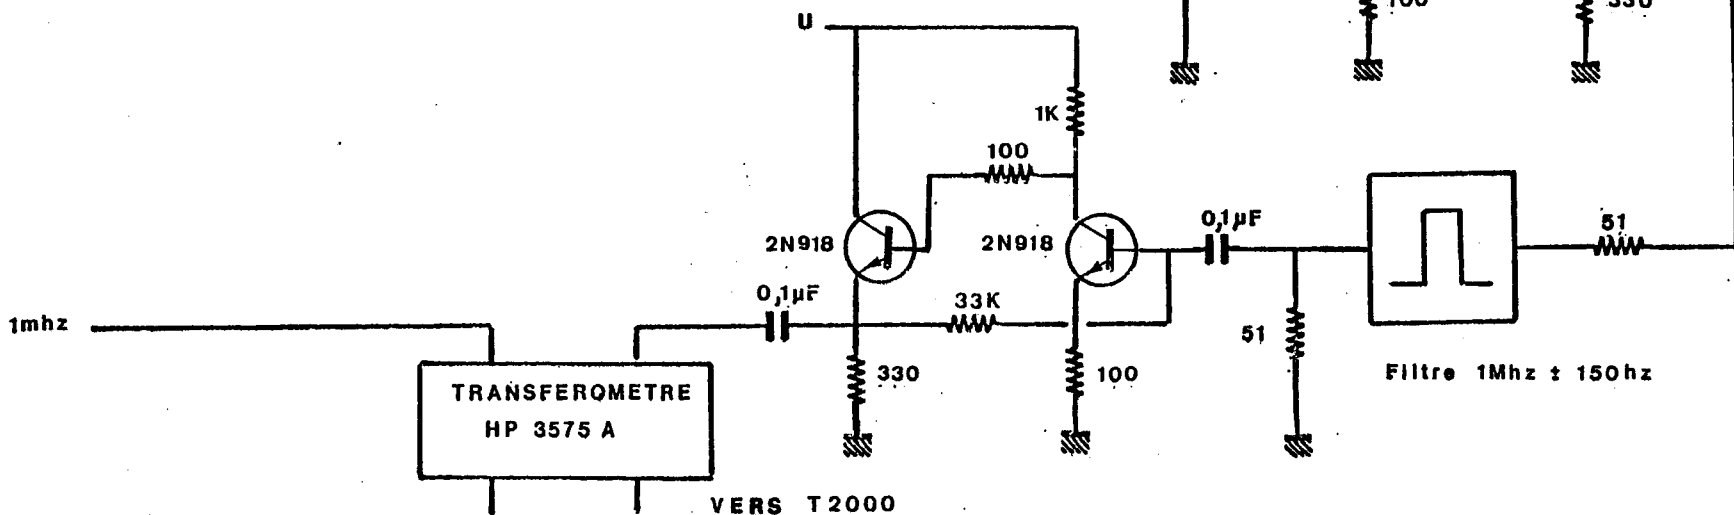 U
100
330
1K
100
2N918
2N918
0,1µF
51
1mhz
0,1µF
33K
51
330
100
Filtre 1Mhz ± 150hz
TRANSFEROMETRE
HP 3575 A
VERS T2000